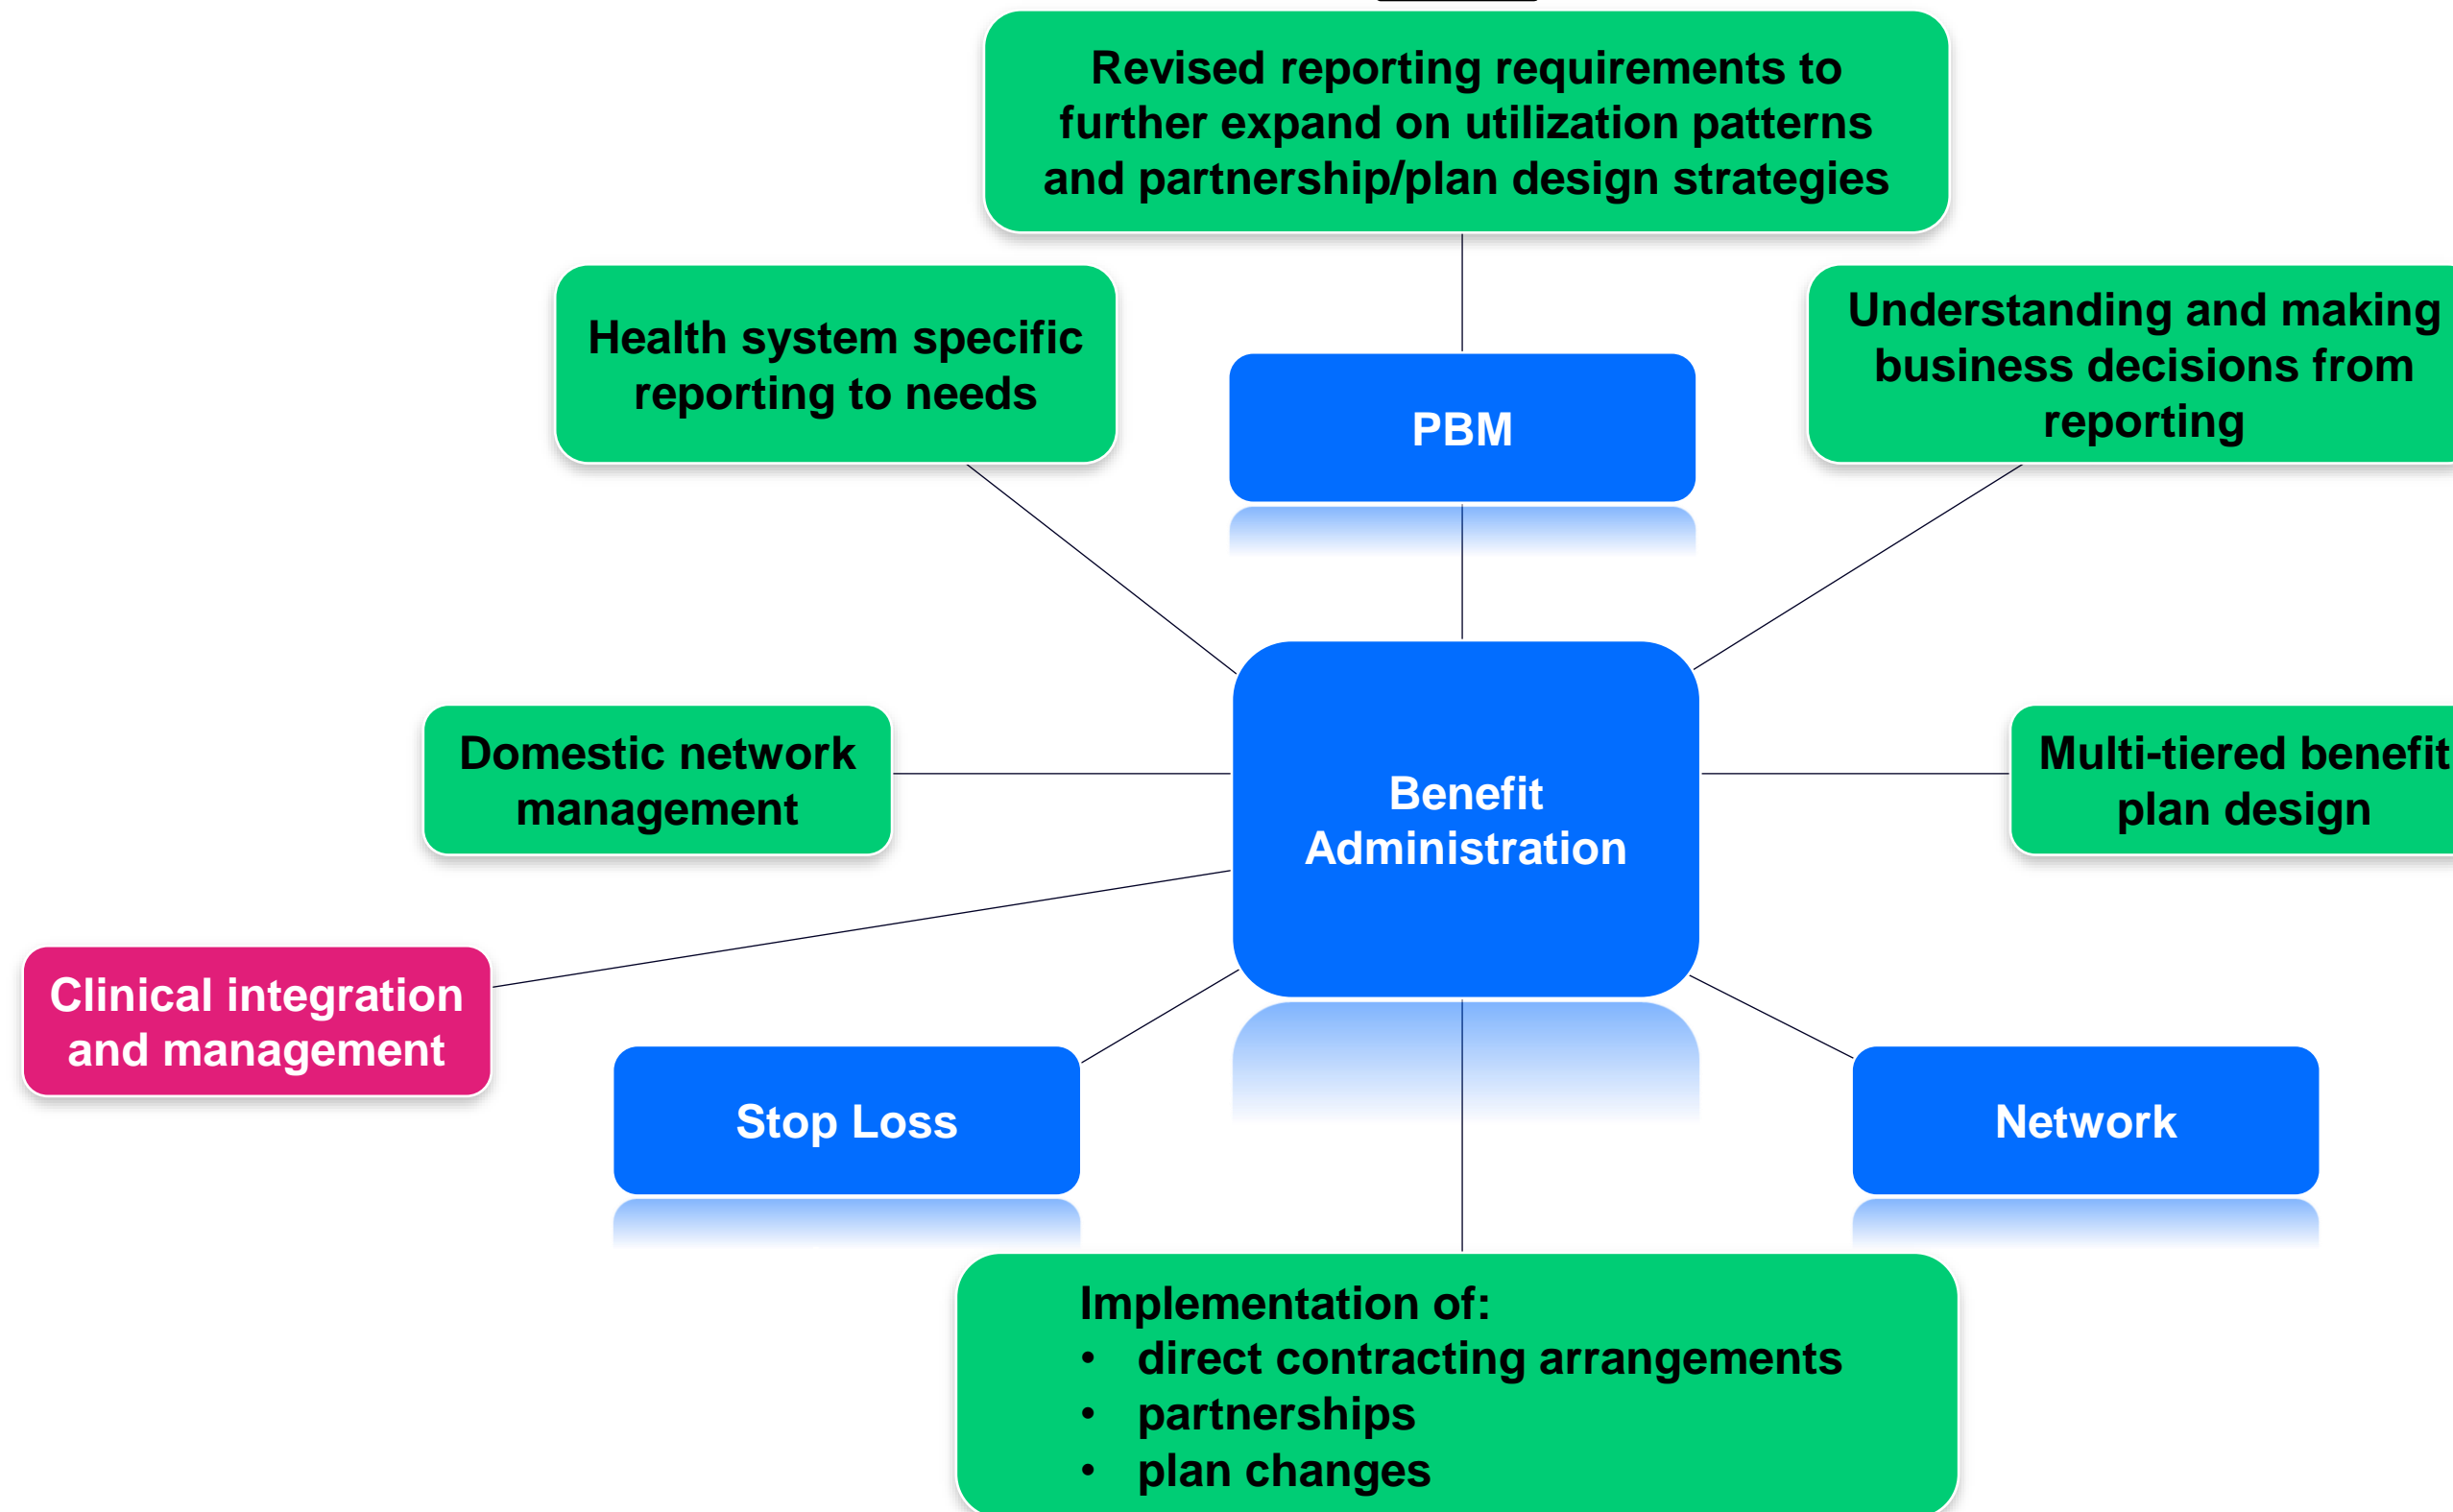 Revised reporting requirements to
further expand on utilization patterns
and partnership/plan design strategies
Health system specific
reporting to needs
Understanding and making
business decisions from
reporting
PBM
Domestic network
management
Benefit
Administration
Multi-tiered benefit
plan design
Clinical integration
and management
Stop Loss
Network
Implementation of:
• direct contracting arrangements
• partnerships
• plan changes